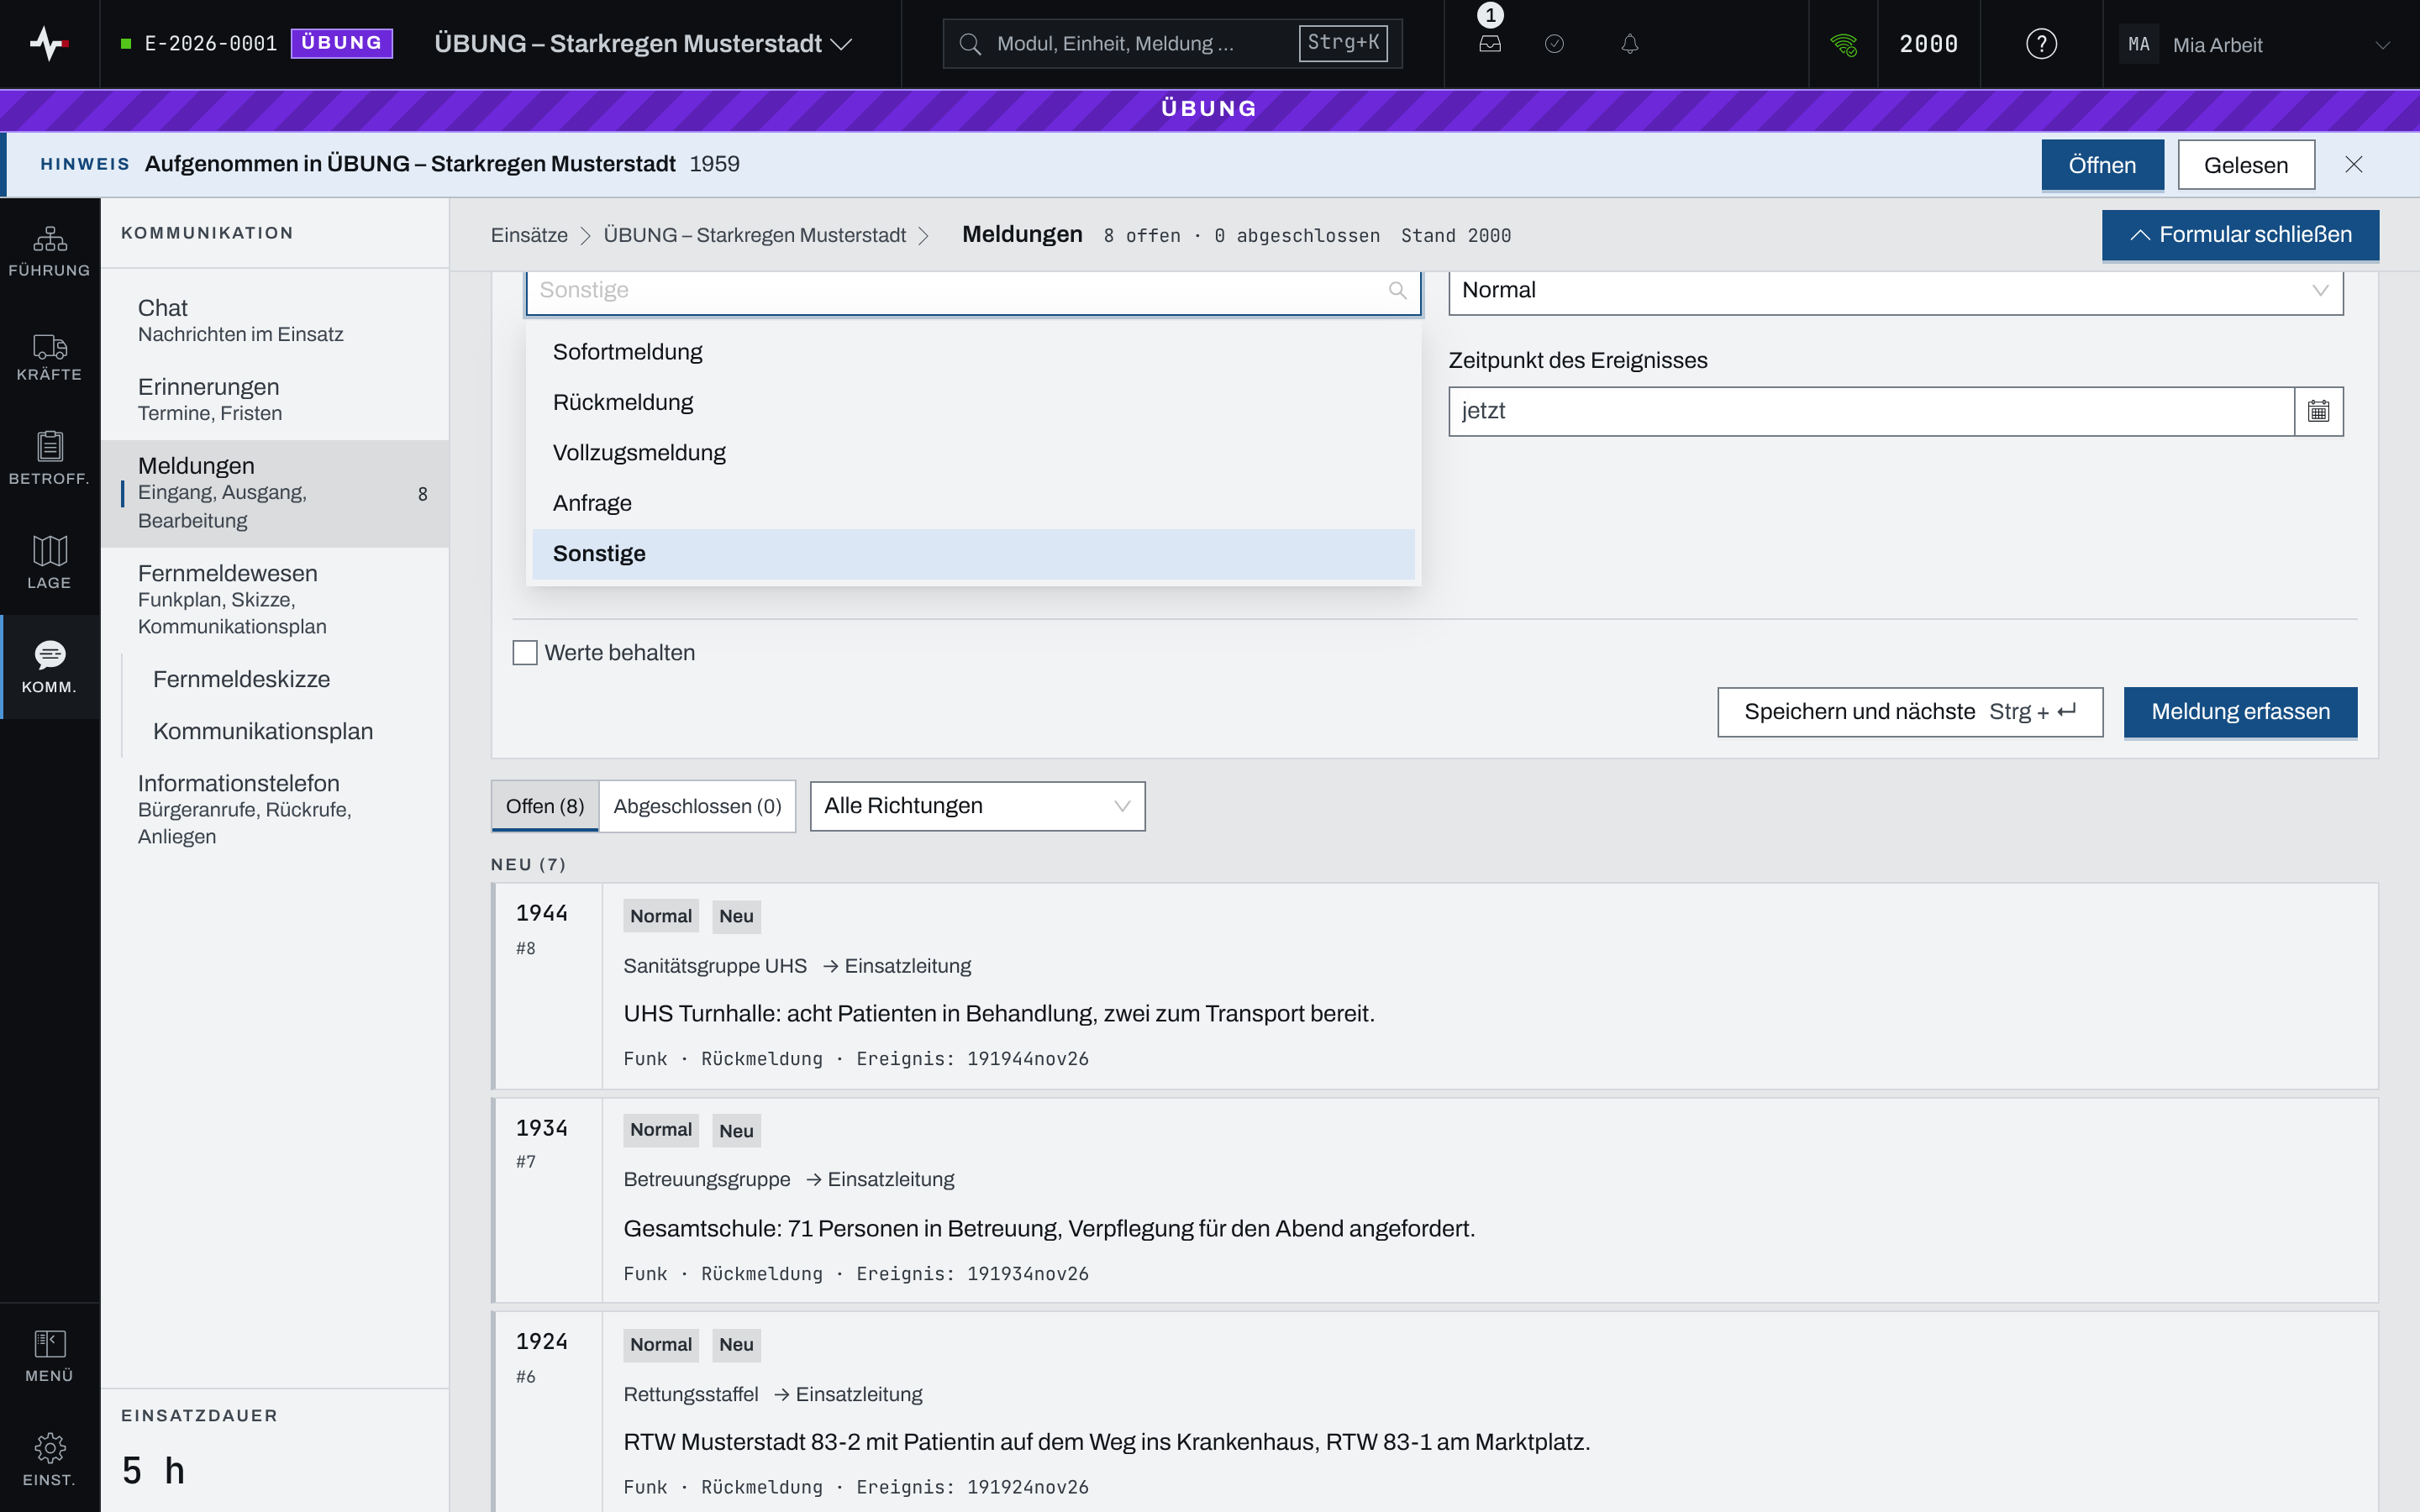 E-2026-0001 ÜBUNG ÜBUNG – Starkregen Musterstadt
Modul, Einheit, Meldung ... Strg+K
1
2000
?
MA Mia Arbeit
ÜBUNG
HINWEIS Aufgenommen in ÜBUNG – Starkregen Musterstadt 1959
Öffnen
Gelesen
FÜHRUNG
KRÄFTE
BETROFF.
LAGE
KOMM.
MENÜ
EINST.
KOMMUNIKATION
Chat
Nachrichten im Einsatz
Erinnerungen
Termine, Fristen
Meldungen
Eingang, Ausgang,
Bearbeitung
8
Fernmeldewesen
Funkplan, Skizze,
Kommunikationsplan
Fernmeldeskizze
Kommunikationsplan
Informationstelefon
Bürgeranrufe, Rückrufe,
Anliegen
EINSATZDAUER
5 h
Einsätze ÜBUNG – Starkregen Musterstadt Meldungen 8 offen · 0 abgeschlossen Stand 2000
Formular schließen
Sonstige
Normal
Sofortmeldung
Rückmeldung
Vollzugsmeldung
Anfrage
Sonstige
Zeitpunkt des Ereignisses
jetzt
Werte behalten
Speichern und nächste Strg + ↵
Meldung erfassen
Offen (8) Abgeschlossen (0) Alle Richtungen
NEU (7)
1944
#8
Normal Neu
Sanitätsgruppe UHS → Einsatzleitung
UHS Turnhalle: acht Patienten in Behandlung, zwei zum Transport bereit.
Funk · Rückmeldung · Ereignis: 191944nov26
1934
#7
Normal Neu
Betreuungsgruppe → Einsatzleitung
Gesamtschule: 71 Personen in Betreuung, Verpflegung für den Abend angefordert.
Funk · Rückmeldung · Ereignis: 191934nov26
1924
#6
Normal Neu
Rettungsstaffel → Einsatzleitung
RTW Musterstadt 83-2 mit Patientin auf dem Weg ins Krankenhaus, RTW 83-1 am Marktplatz.
Funk · Rückmeldung · Ereignis: 191924nov26